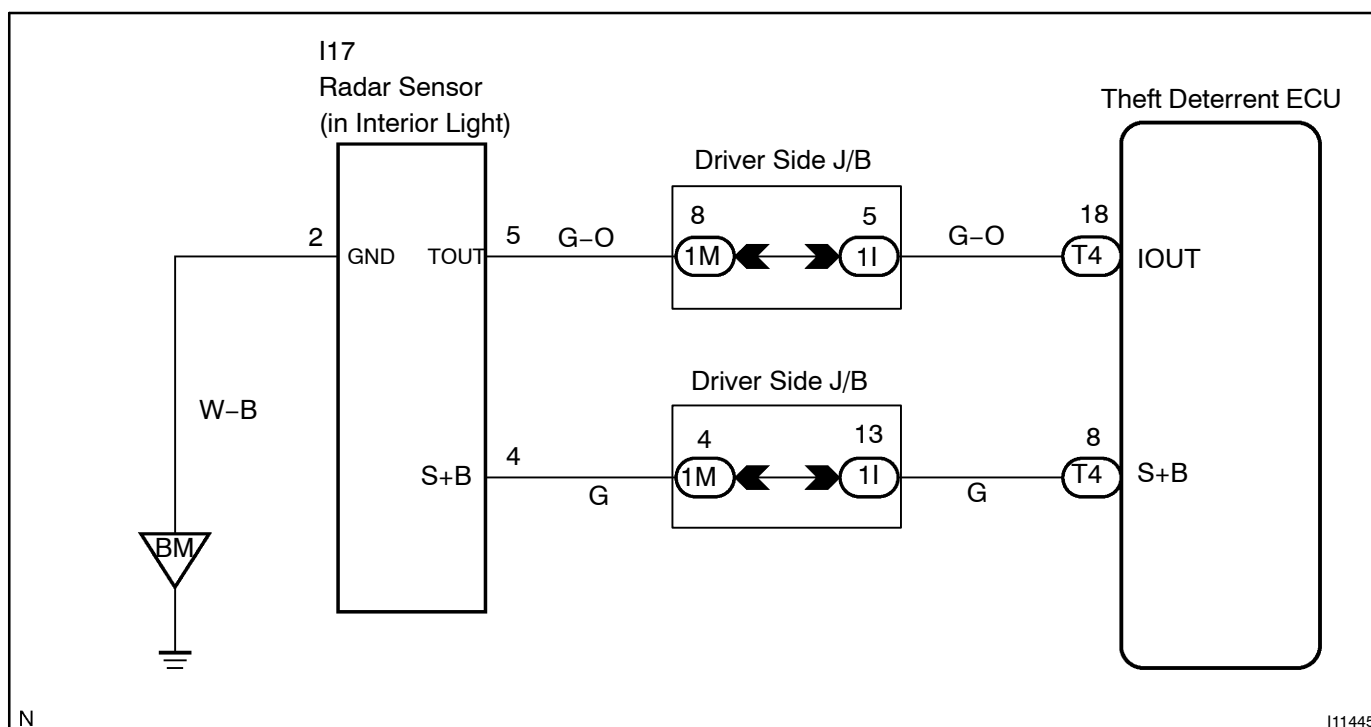 I17
Radar Sensor
(in Interior Light)
Theft Deterrent ECU
Driver Side J/B
2
GND
TOUT
5
G−O
8
1M
5
1I
G−O
18
T4
IOUT
W−B
Driver Side J/B
S+B
4
G
4
1M
13
1I
G
8
T4
S+B
BM
N
I11445